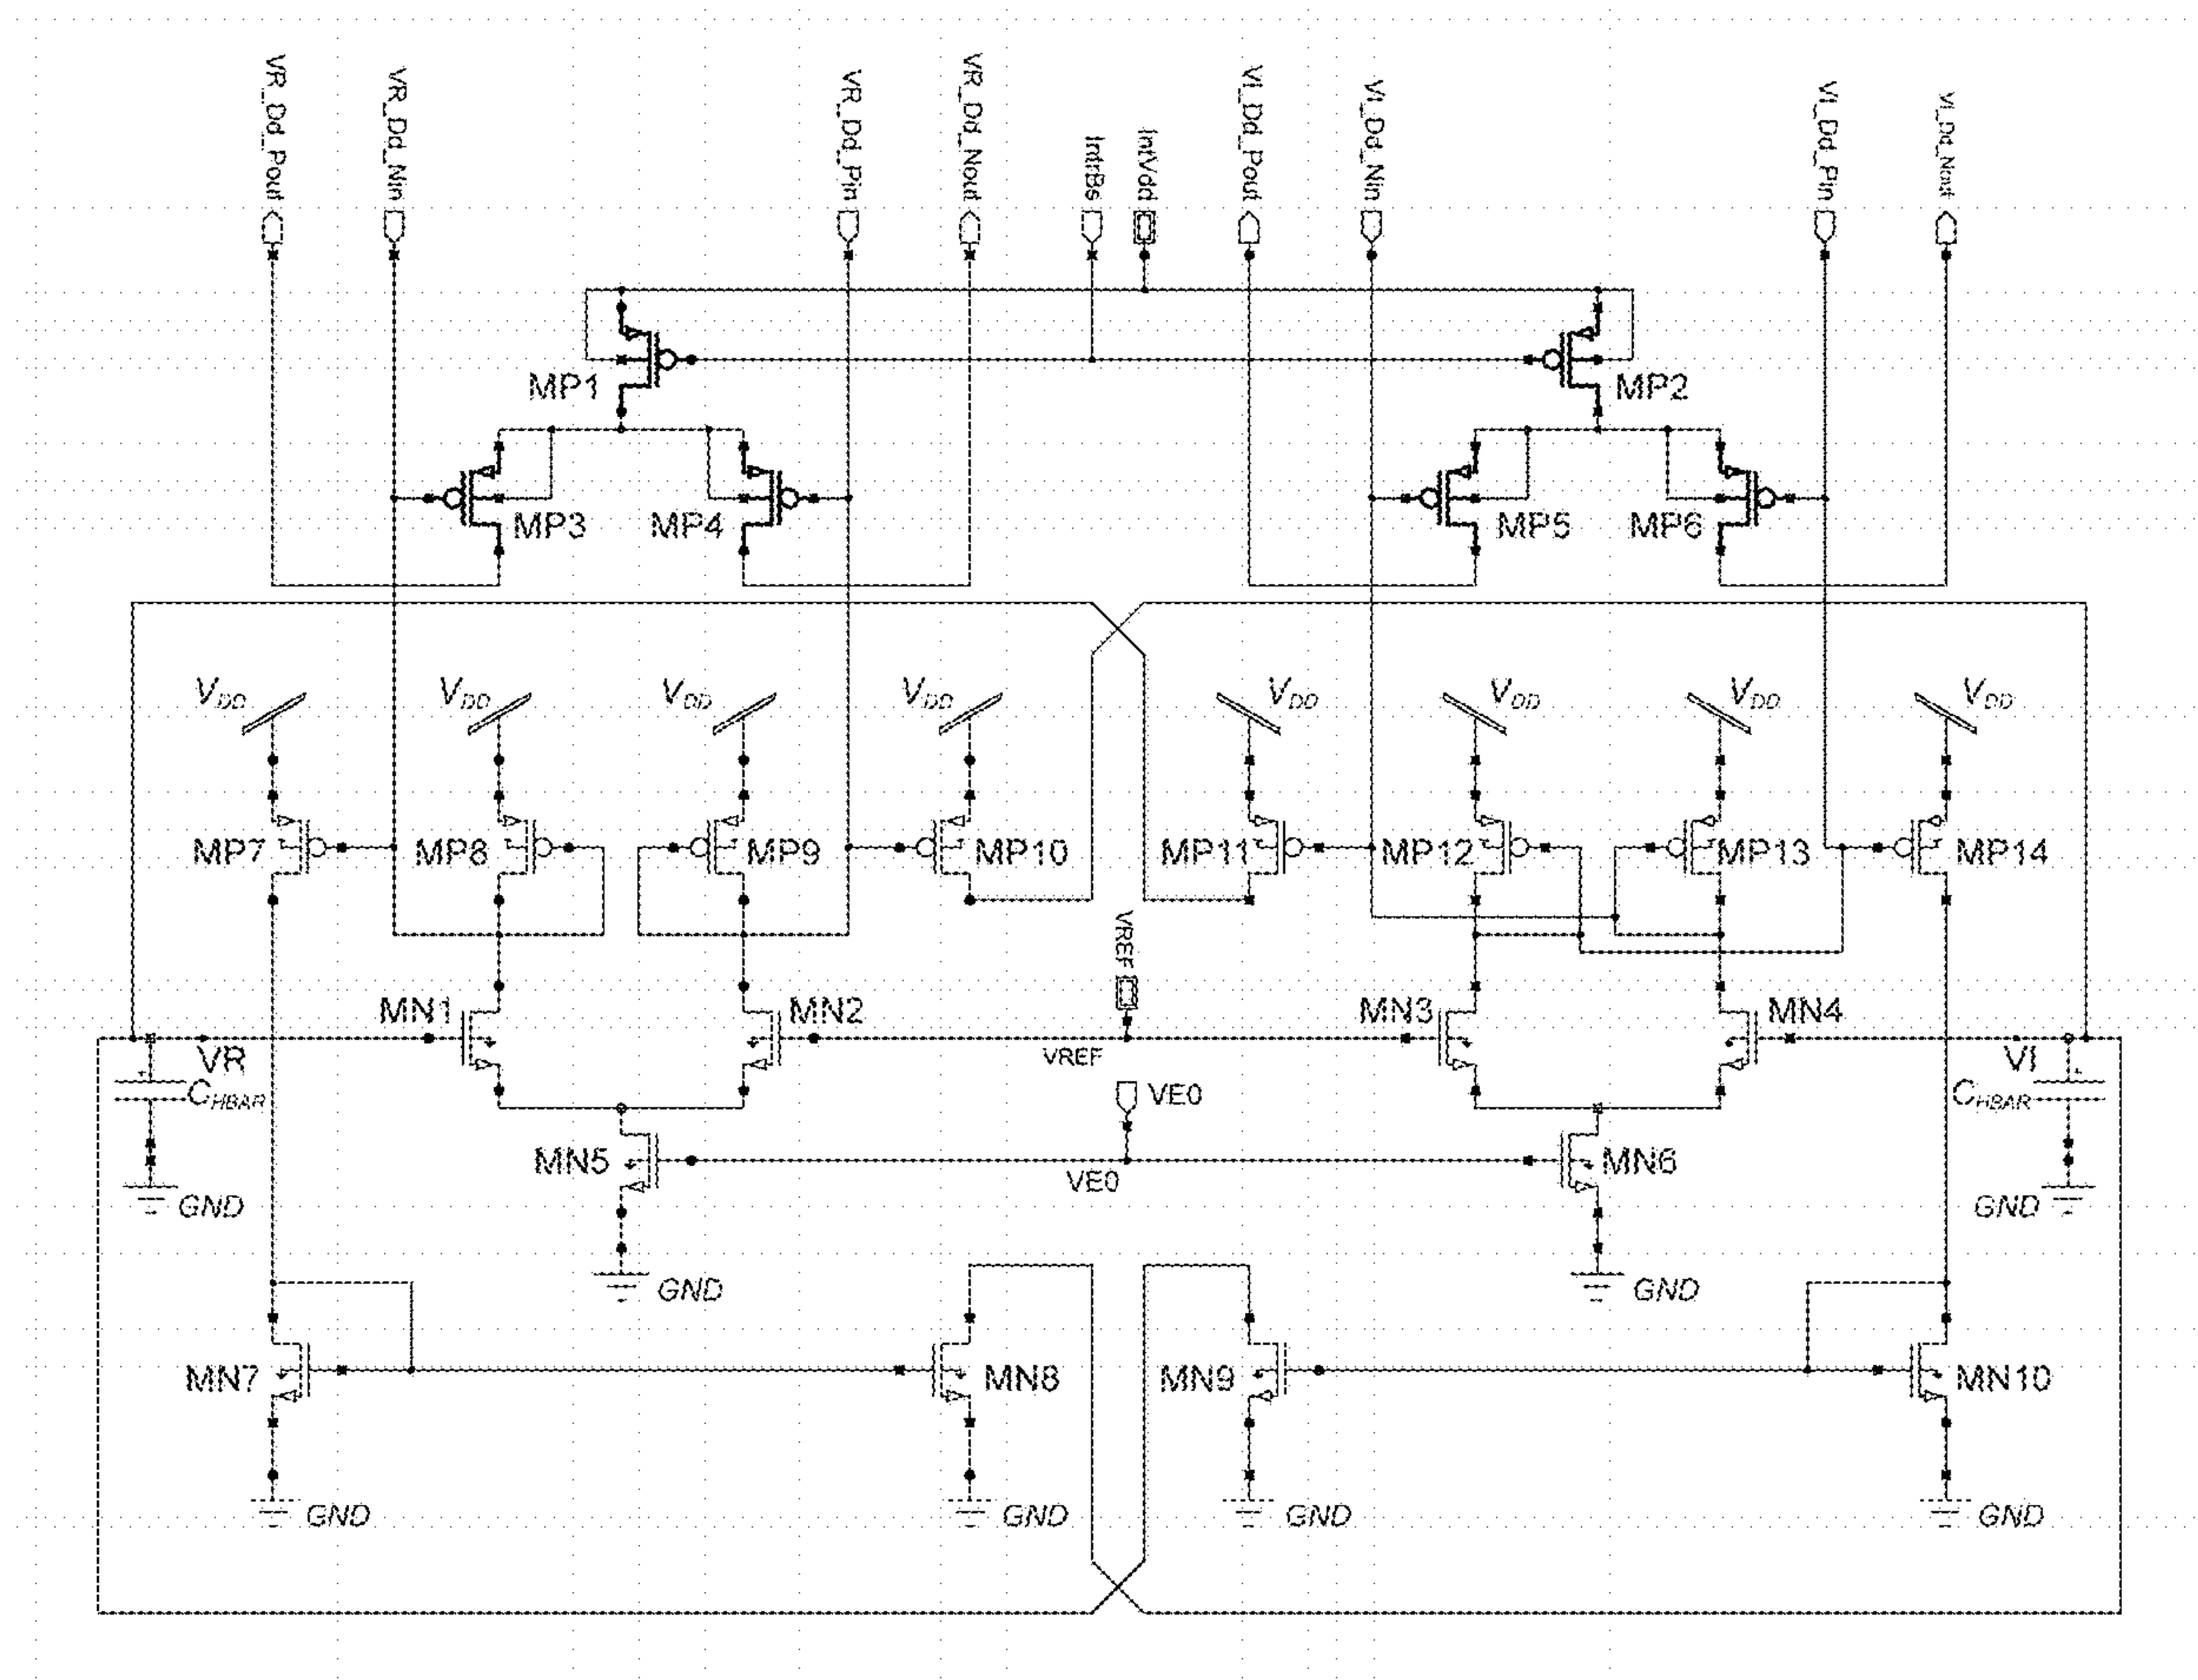 VR_Dd_Pout
VR_Dd_Nin
VR_Dd_Pin
VR_Dd_Nout
IntrBs
IntVdd
VI_Dd_Pout
VI_Dd_Nin
VI_Dd_Pin
VI_Dd_Nout
MP1
MP2
MP3
MP4
MP5
MP6
VDD
VDD
VDD
VDD
VDD
VDD
VDD
VDD
MP7
MP8
MP9
MP10
MP11
MP12
MP13
MP14
VREF
MN1
MN2
MN3
MN4
VR
VREF
VI
CHBAR
VE0
CHBAR
MN5
VE0
MN6
GND
GND
GND
GND
MN7
MN8
MN9
MN10
GND
GND
GND
GND